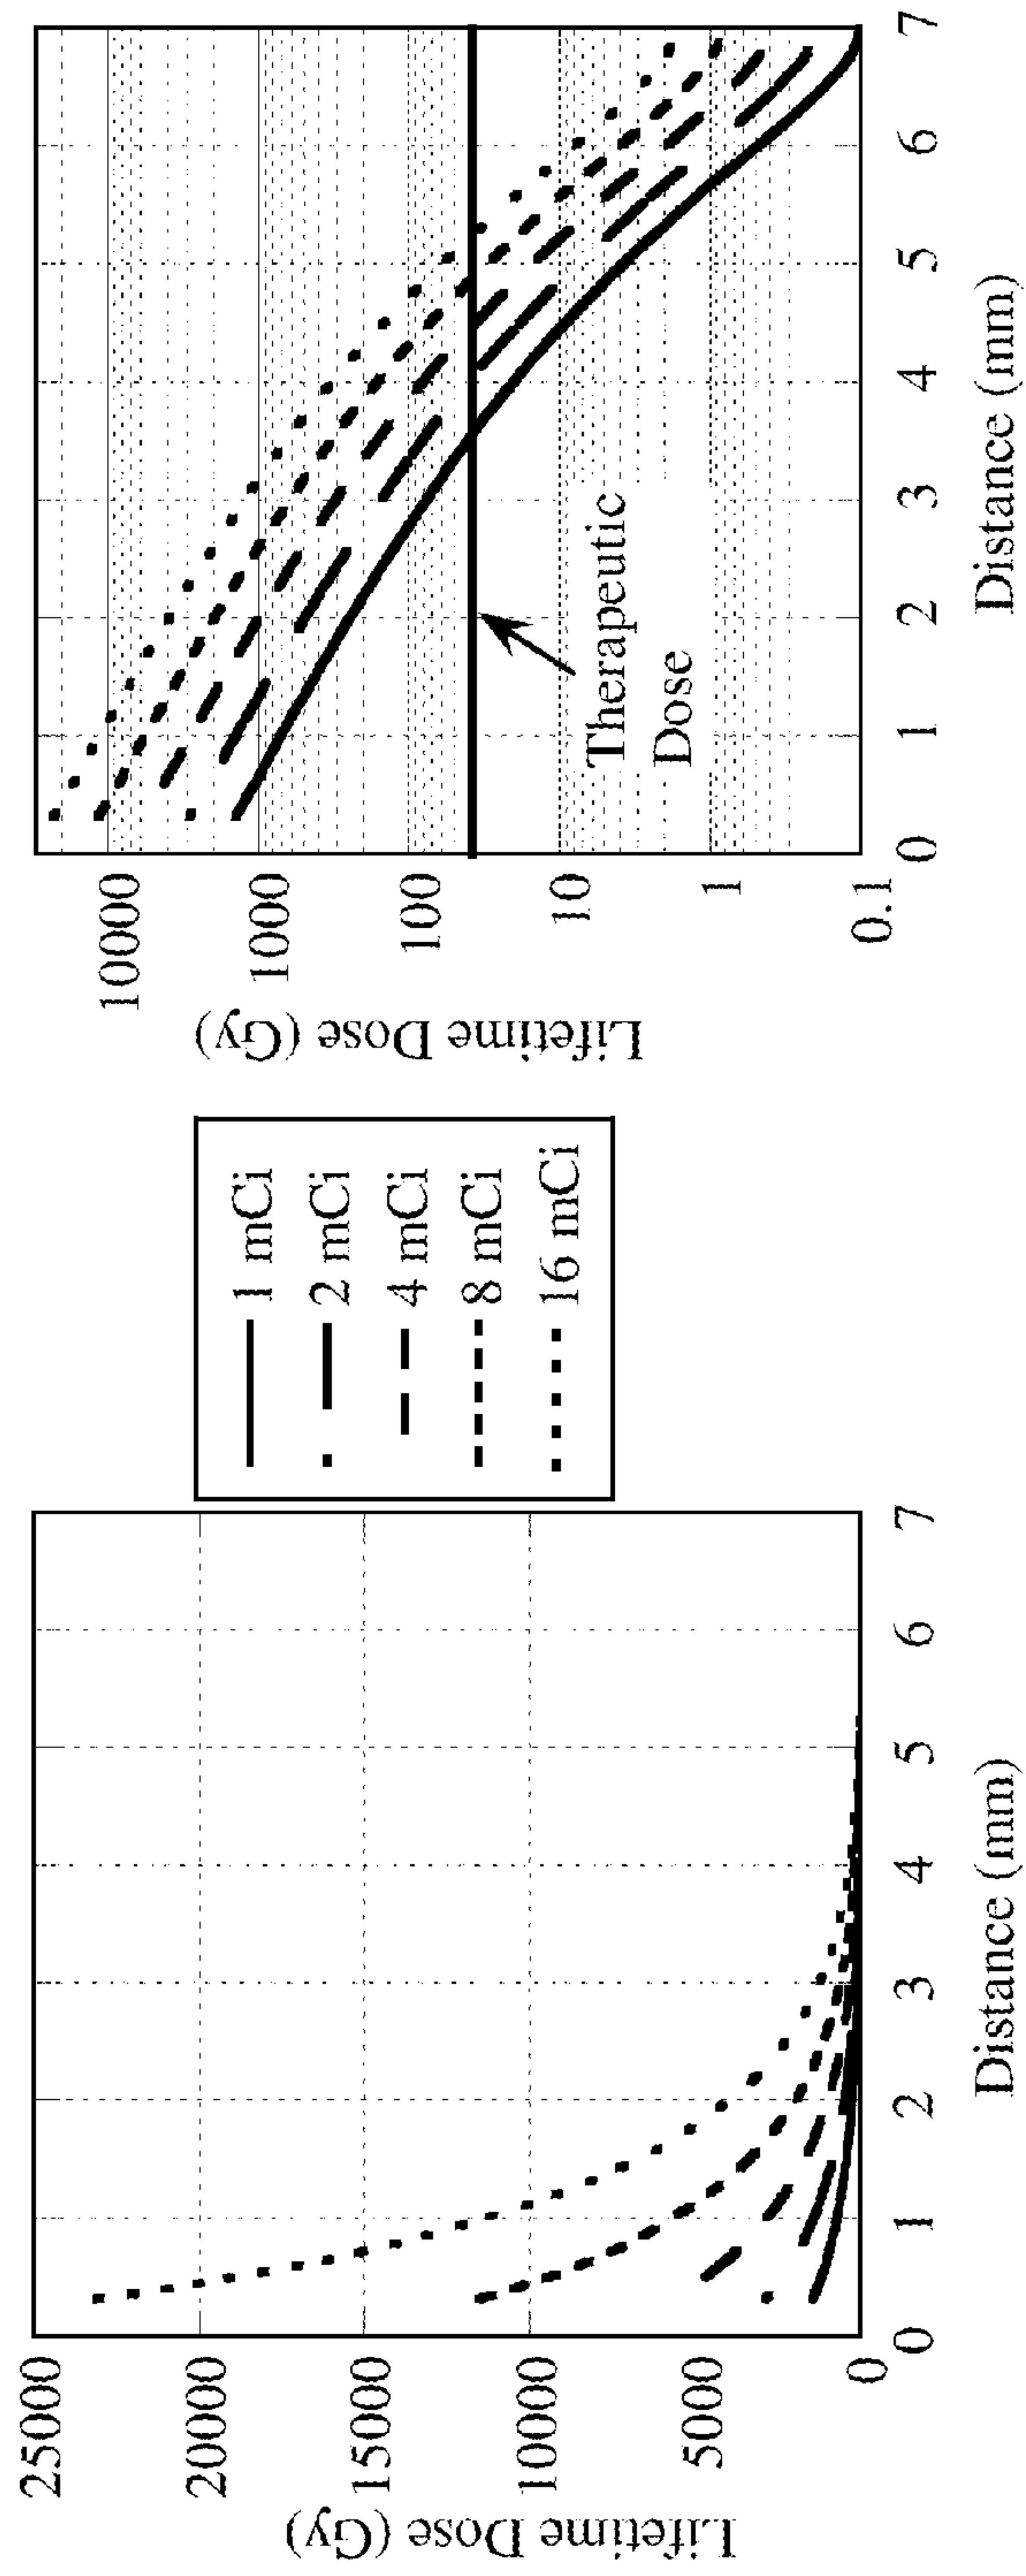 Lifetime Dose (Gy)
25000
20000
15000
10000
5000
0
0 1 2 3 4 5 6 7
Distance (mm)
1 mCi
2 mCi
4 mCi
8 mCi
16 mCi
Lifetime Dose (Gy)
10000
1000
100
10
1
0.1
Therapeutic
Dose
0 1 2 3 4 5 6 7
Distance (mm)